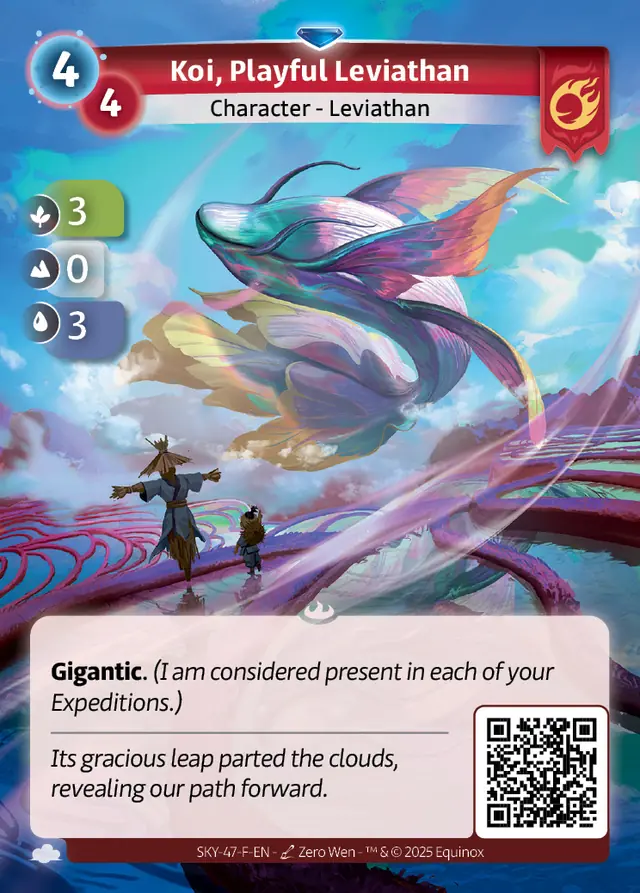 4
4
Koi, Playful Leviathan
Character - Leviathan
3
0
3
Gigantic. (I am considered present in each of your
Expeditions.)
Its gracious leap parted the clouds,
revealing our path forward.
SKY-47-F-EN - Zero Wen - ™ & © 2025 Equinox